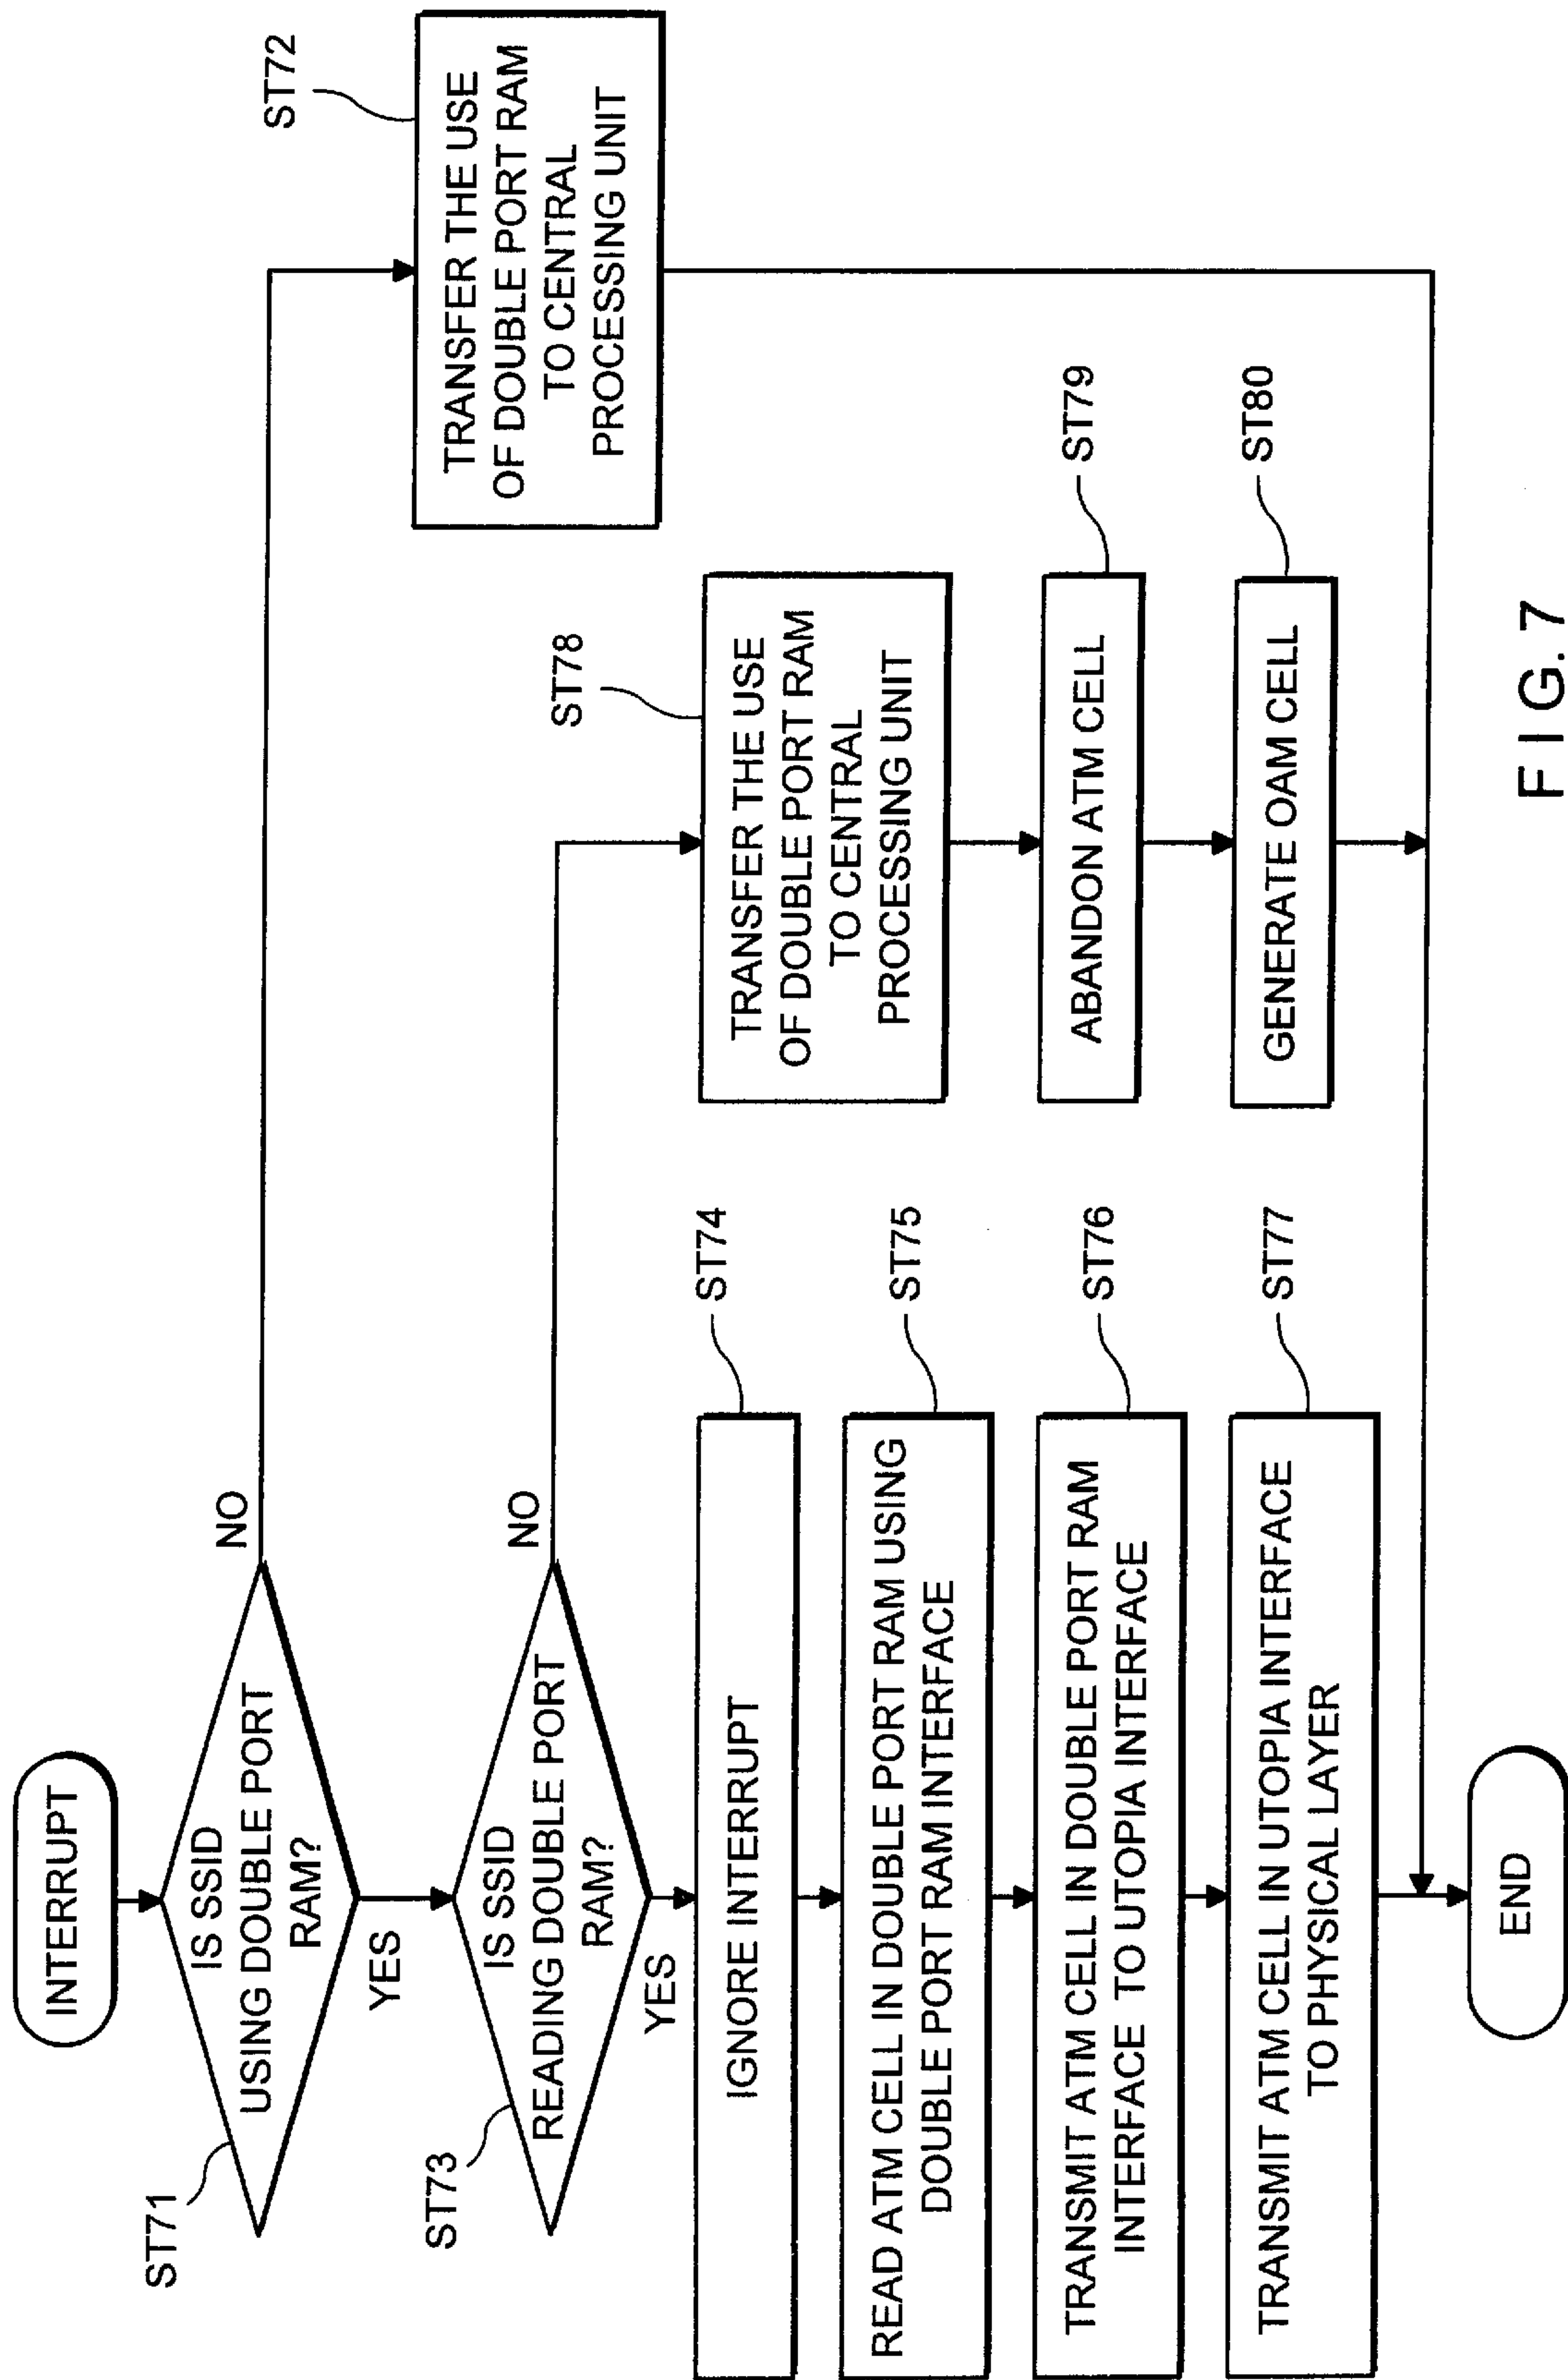 INTERRUPT
ST71
IS SSID
USING DOUBLE PORT
RAM?
NO
YES
ST72
TRANSFER THE USE
OF DOUBLE PORT RAM
TO CENTRAL
PROCESSING UNIT
ST73
IS SSID
READING DOUBLE PORT
RAM?
NO
YES
ST74
IGNORE INTERRUPT
ST75
READ ATM CELL IN DOUBLE PORT RAM USING
DOUBLE PORT RAM INTERFACE
ST76
TRANSMIT ATM CELL IN DOUBLE PORT RAM
INTERFACE TO UTOPIA INTERFACE
ST77
TRANSMIT ATM CELL IN UTOPIA INTERFACE
TO PHYSICAL LAYER
ST78
TRANSFER THE USE
OF DOUBLE PORT RAM
TO CENTRAL
PROCESSING UNIT
ST79
ABANDON ATM CELL
ST80
GENERATE OAM CELL
END
FIG. 7